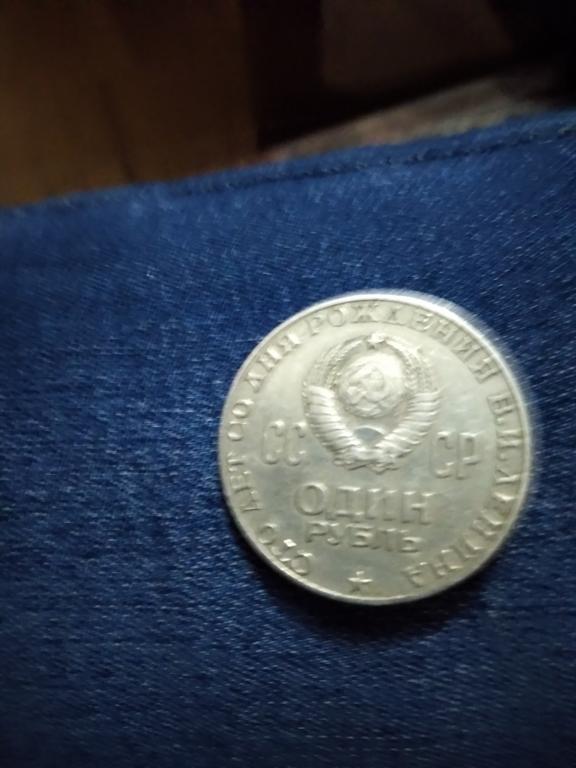 СТО ЛЕТ СО ДНЯ РОЖДЕНИЯ В.И.ЛЕНИНА
СС СР
ОДИН
РУБЛЬ